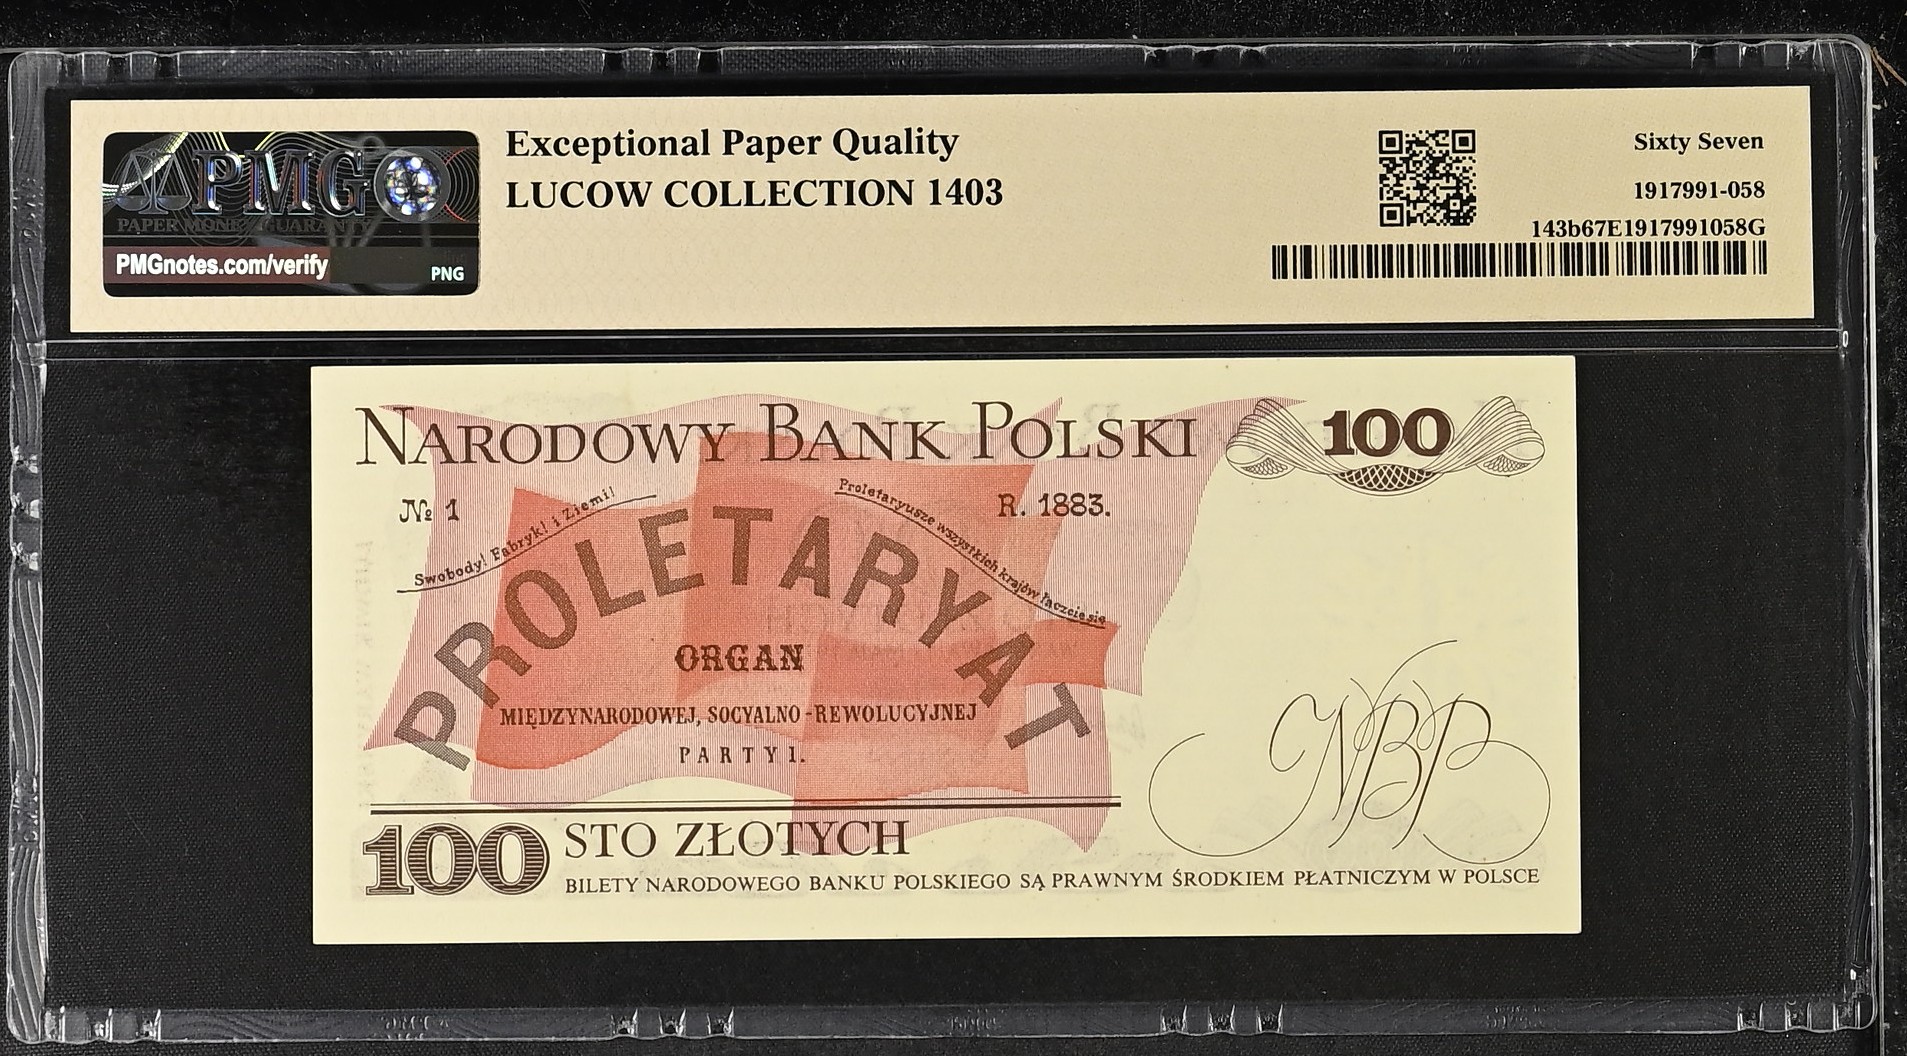 PMG
PAPER MONEY GUARANTY
PMGnotes.com/verify
PNG
Exceptional Paper Quality
LUCOW COLLECTION 1403
Sixty Seven
1917991-058
143b67E1917991058G
NARODOWY BANK POLSKI
100
№ 1
R. 1883.
Swobody! Fabryk! i Ziemi!
Proletaryusze wszystkich krajów łączcie się
PROLETARYAT
ORGAN
MIĘDZYNARODOWEJ, SOCYALNO-REWOLUCYJNEJ
PARTYI.
NBP
100
STO ZŁOTYCH
BILETY NARODOWEGO BANKU POLSKIEGO SĄ PRAWNYM ŚRODKIEM PŁATNICZYM W POLSCE